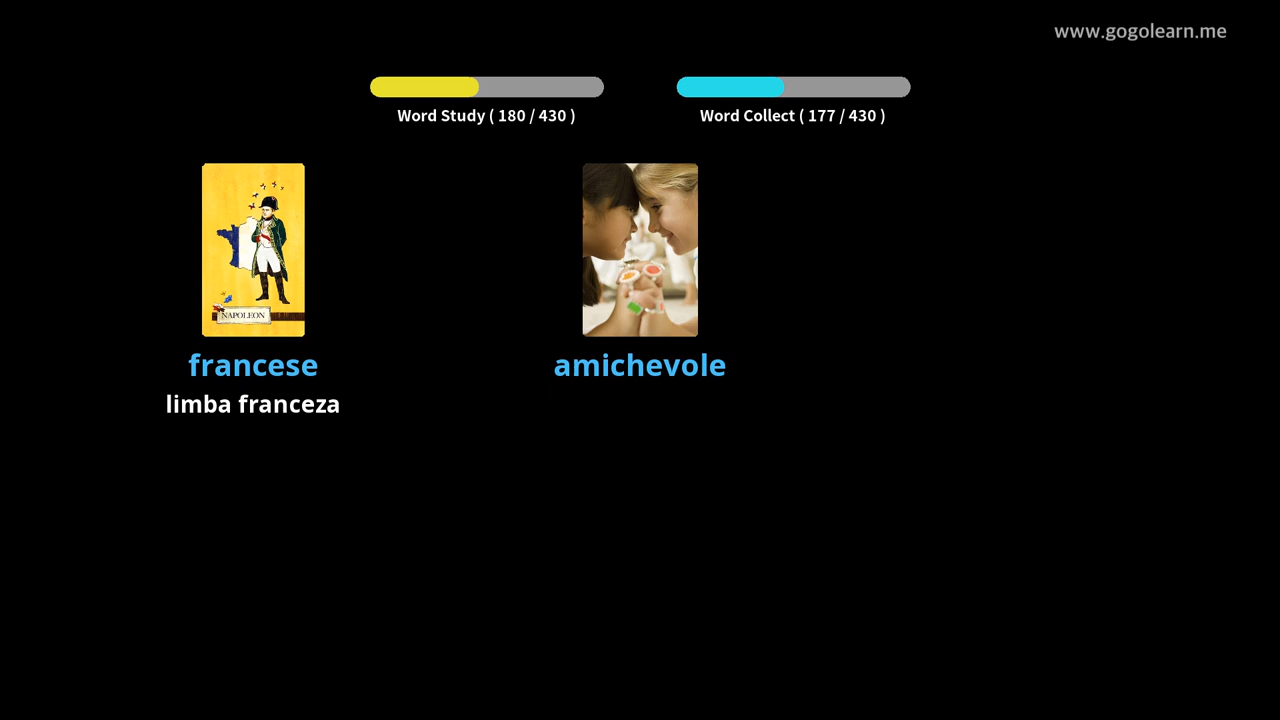 www.gogolearn.me
Word Study ( 180 / 430 )
Word Collect ( 177 / 430 )
NAPOLEON
francese
amichevole
limba franceza